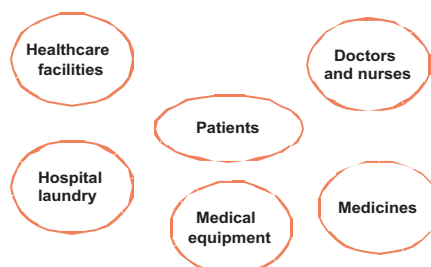 Healthcare
facilities
Doctors
and nurses
Patients
Hospital
laundry
Medical
equipment
Medicines